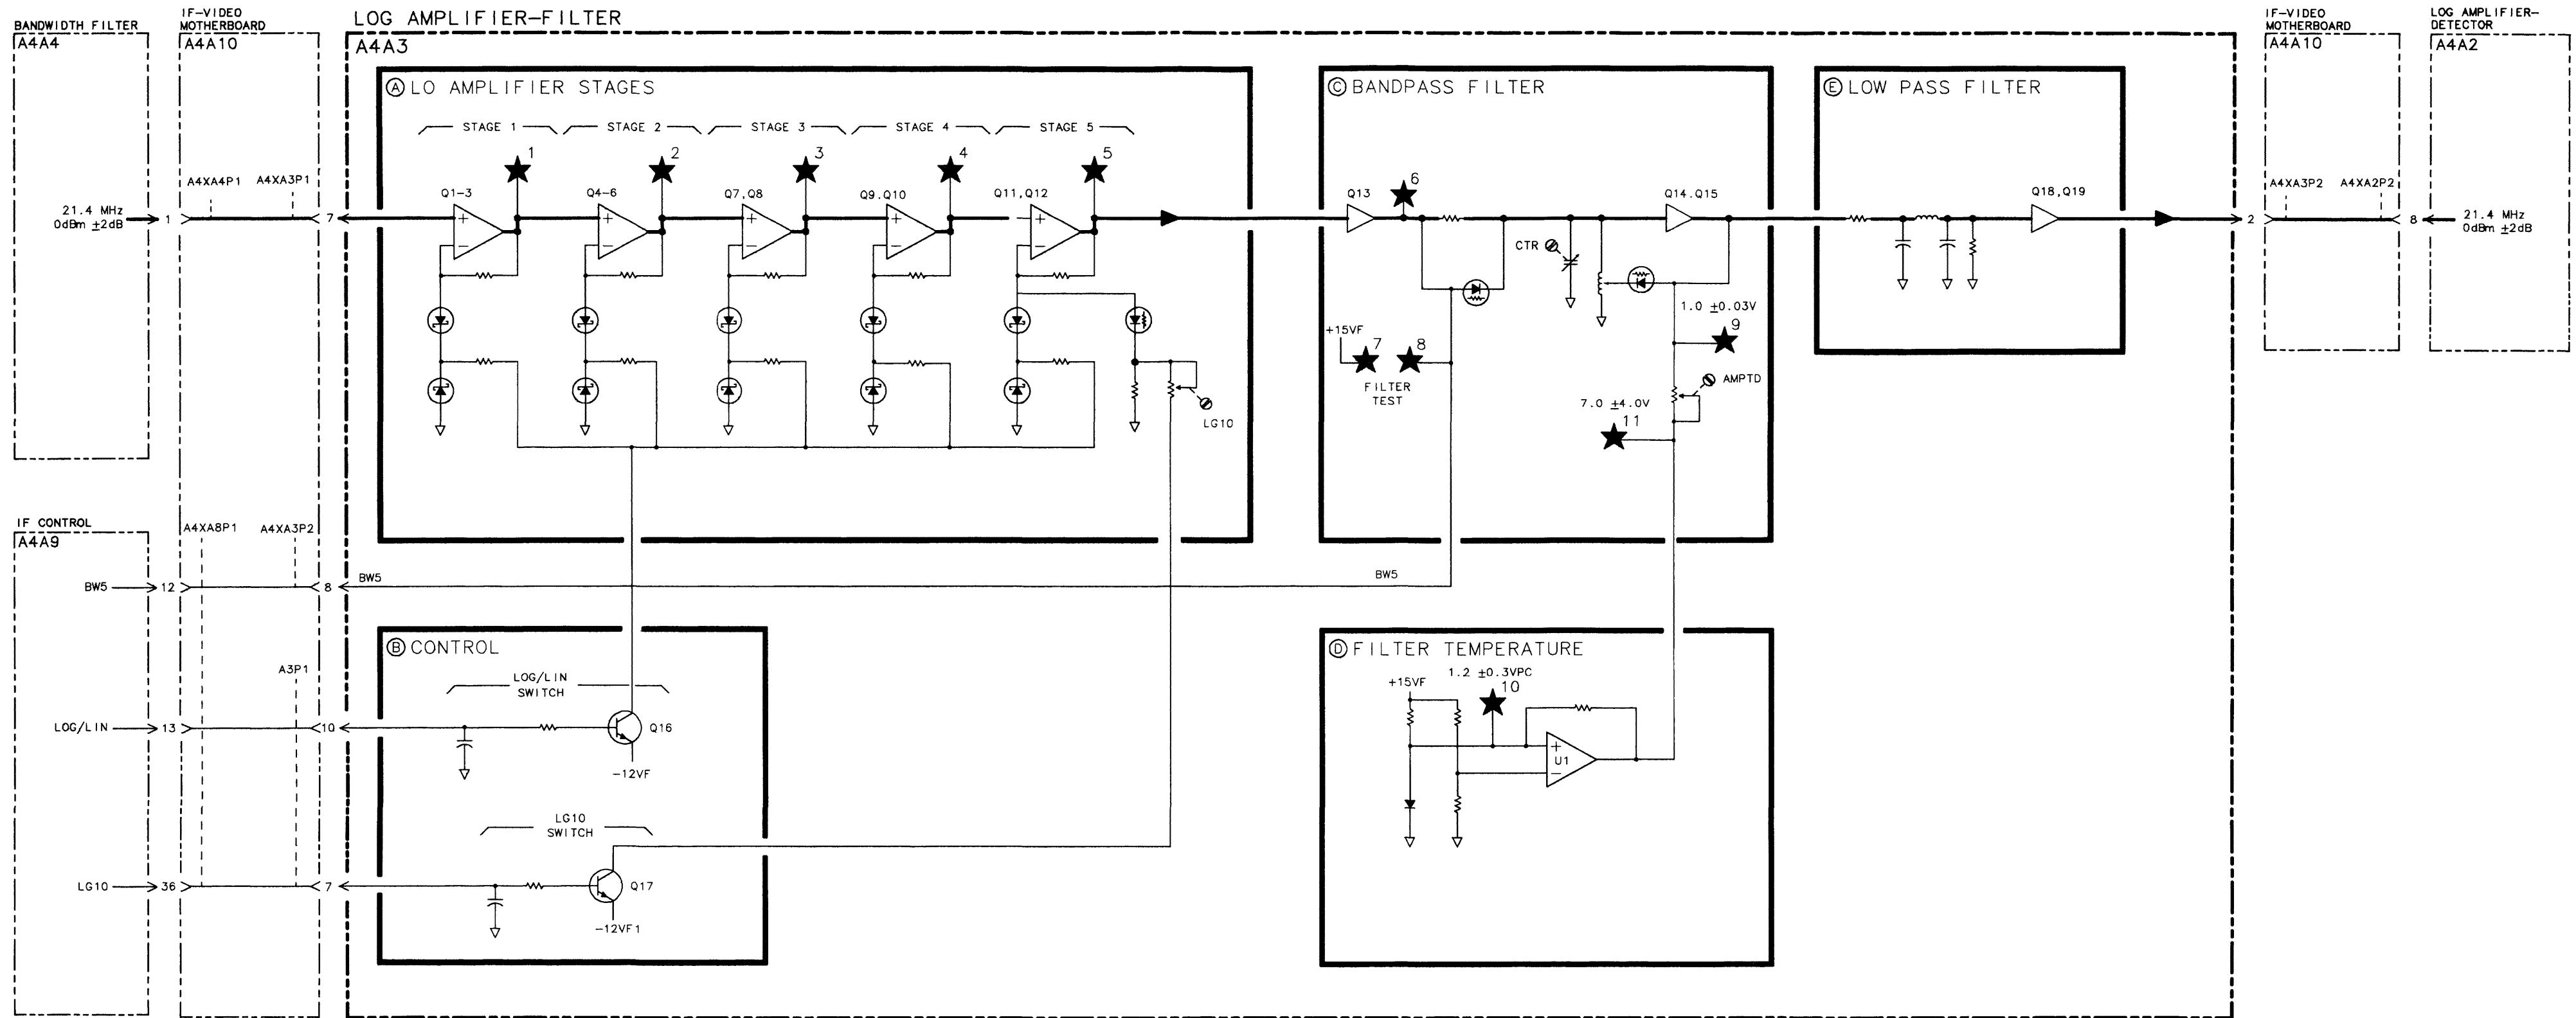 LOG AMPLIFIER-FILTER
BANDWIDTH FILTER
A4A4
IF-VIDEO
MOTHERBOARD
A4A10
A4A3
IF-VIDEO
MOTHERBOARD
A4A10
LOG AMPLIFIER-
DETECTOR
A4A2
A LO AMPLIFIER STAGES
STAGE 1
STAGE 2
STAGE 3
STAGE 4
STAGE 5
1
2
3
4
5
Q1-3
Q4-6
Q7,Q8
Q9.Q10
Q11,Q12
+
−
+
−
+
−
+
−
+
−
LG10
A4XA4P1
A4XA3P1
21.4 MHz
0dBm ±2dB
1
7
C BANDPASS FILTER
Q13
6
Q14.Q15
CTR
1.0 ±0.03V
9
+15VF
7
8
FILTER
TEST
AMPTD
7.0 ±4.0V
11
E LOW PASS FILTER
Q18,Q19
2
A4XA3P2
A4XA2P2
8
21.4 MHz
0dBm ±2dB
IF CONTROL
A4A9
A4XA8P1
A4XA3P2
BW5
12
8
BW5
BW5
A3P1
LOG/LIN
13
10
LG10
36
7
B CONTROL
LOG/LIN
SWITCH
Q16
-12VF
LG10
SWITCH
Q17
-12VF1
D FILTER TEMPERATURE
1.2 ±0.3VPC
+15VF
10
+
U1
−